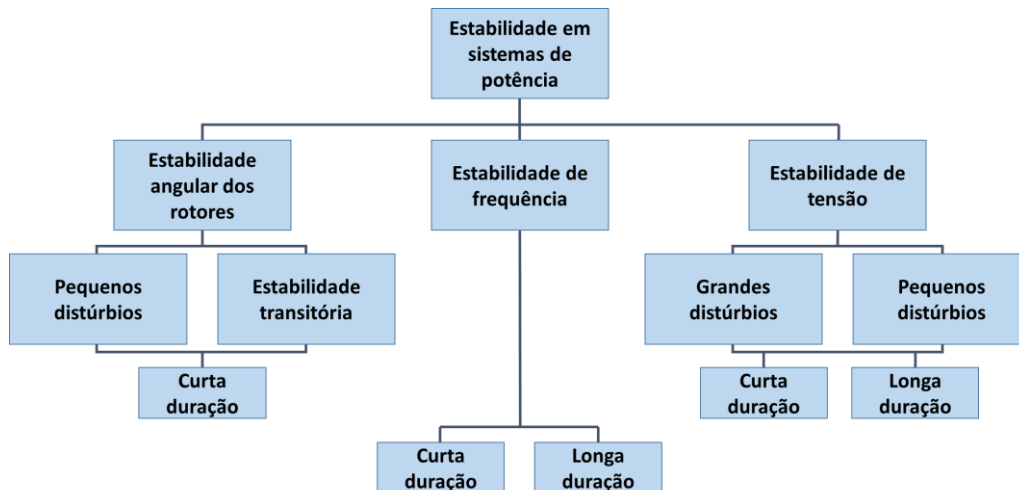 Estabilidade em
sistemas de
potência
Estabilidade
angular dos
rotores
Estabilidade de
frequência
Estabilidade de
tensão
Pequenos
distúrbios
Estabilidade
transitória
Grandes
distúrbios
Pequenos
distúrbios
Curta
duração
Curta
duração
Longa
duração
Curta
duração
Longa
duração